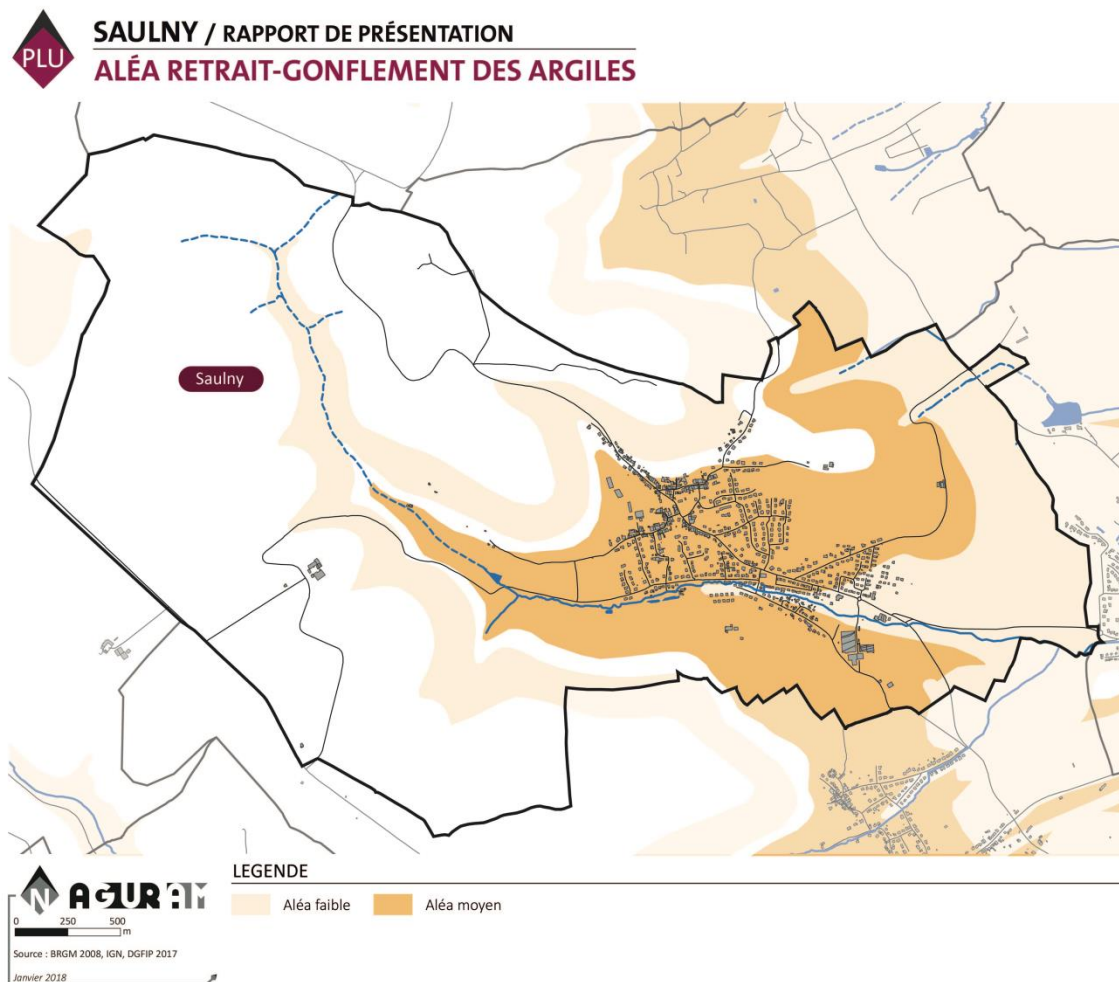 PLU
SAULNY / RAPPORT DE PRÉSENTATION
ALÉA RETRAIT-GONFLEMENT DES ARGILES
Saulny
LEGENDE
Aléa faible
Aléa moyen
N
AGURAM
0 250 500
m
Source : BRGM 2008, IGN, DGFIP 2017
Janvier 2018